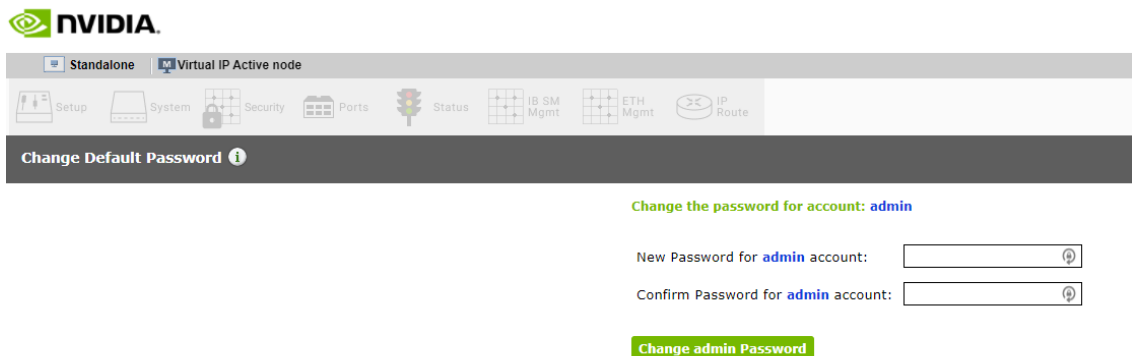 NVIDIA.
Standalone Virtual IP Active node
Setup System Security Ports Status IB SM Mgmt ETH Mgmt IP Route
Change Default Password i
Change the password for account: admin
New Password for admin account:
Confirm Password for admin account:
Change admin Password